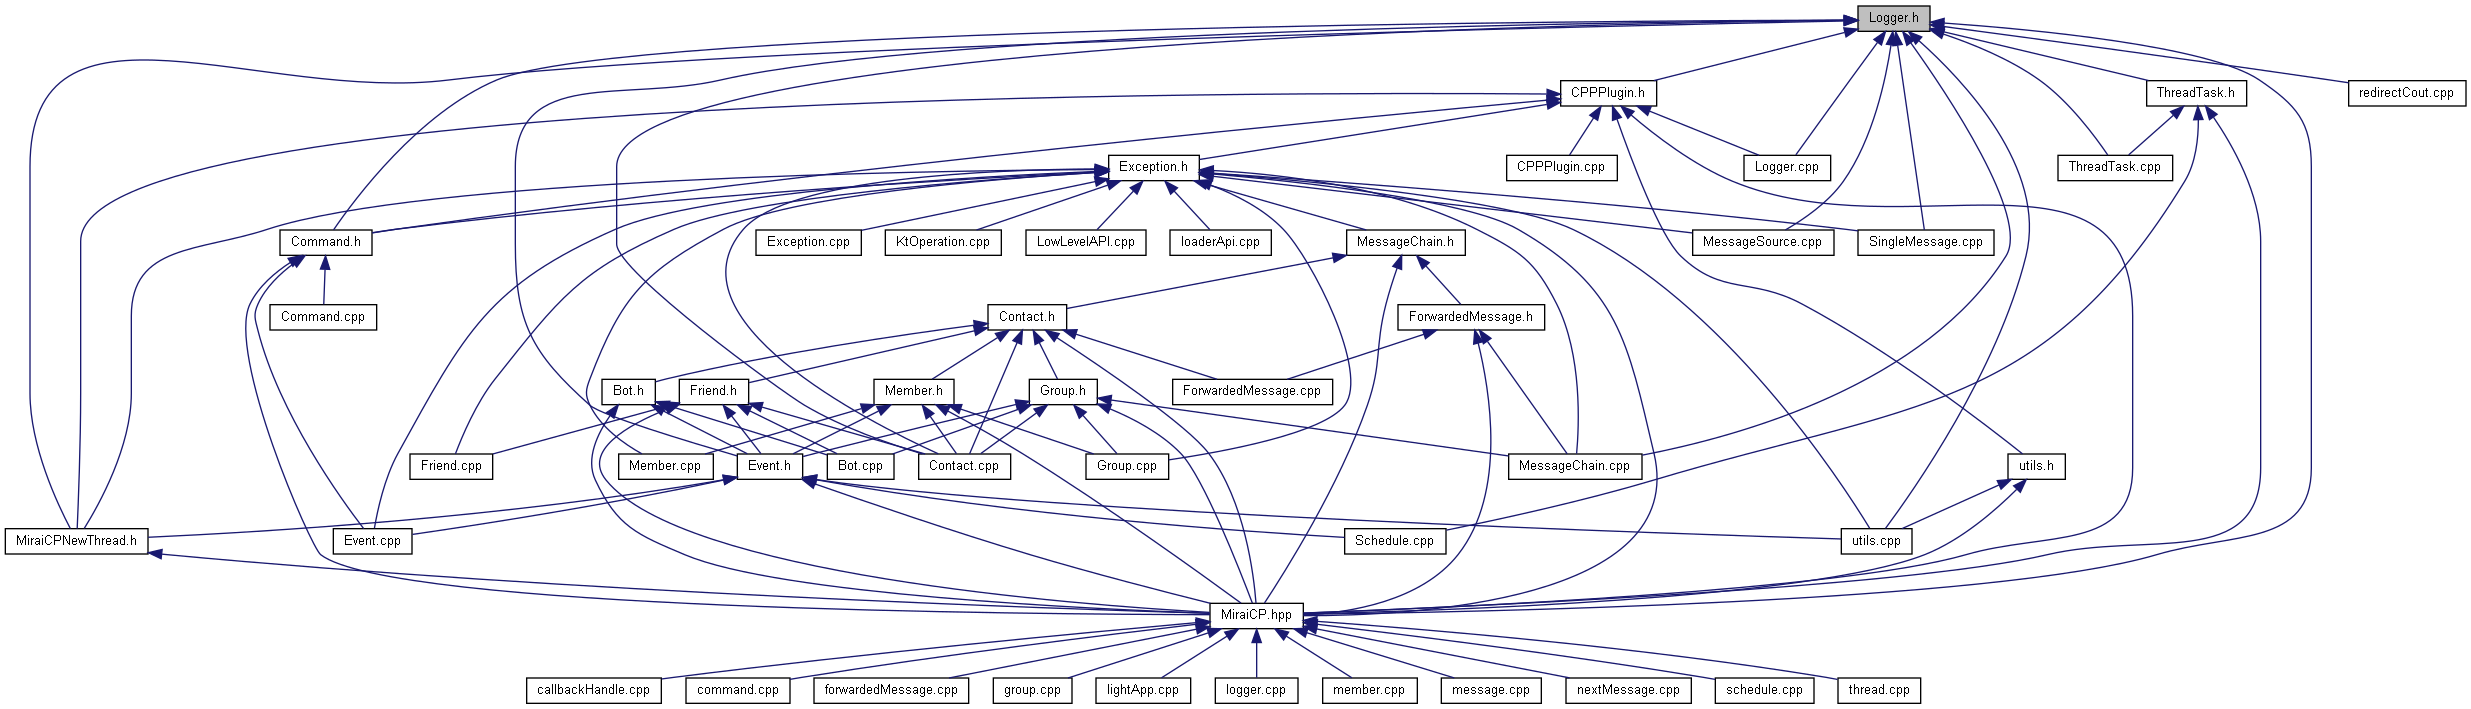 Logger.h
CPPPlugin.h
ThreadTask.h
redirectCout.cpp
Exception.h
CPPPlugin.cpp
Logger.cpp
ThreadTask.cpp
Command.h
Exception.cpp
KtOperation.cpp
LowLevelAPI.cpp
loaderApi.cpp
MessageChain.h
MessageSource.cpp
SingleMessage.cpp
Command.cpp
Contact.h
ForwardedMessage.h
Bot.h
Friend.h
Member.h
Group.h
ForwardedMessage.cpp
Friend.cpp
Member.cpp
Event.h
Bot.cpp
Contact.cpp
Group.cpp
MessageChain.cpp
utils.h
MiraiCPNewThread.h
Event.cpp
Schedule.cpp
utils.cpp
MiraiCP.hpp
callbackHandle.cpp
command.cpp
forwardedMessage.cpp
group.cpp
lightApp.cpp
logger.cpp
member.cpp
message.cpp
nextMessage.cpp
schedule.cpp
thread.cpp